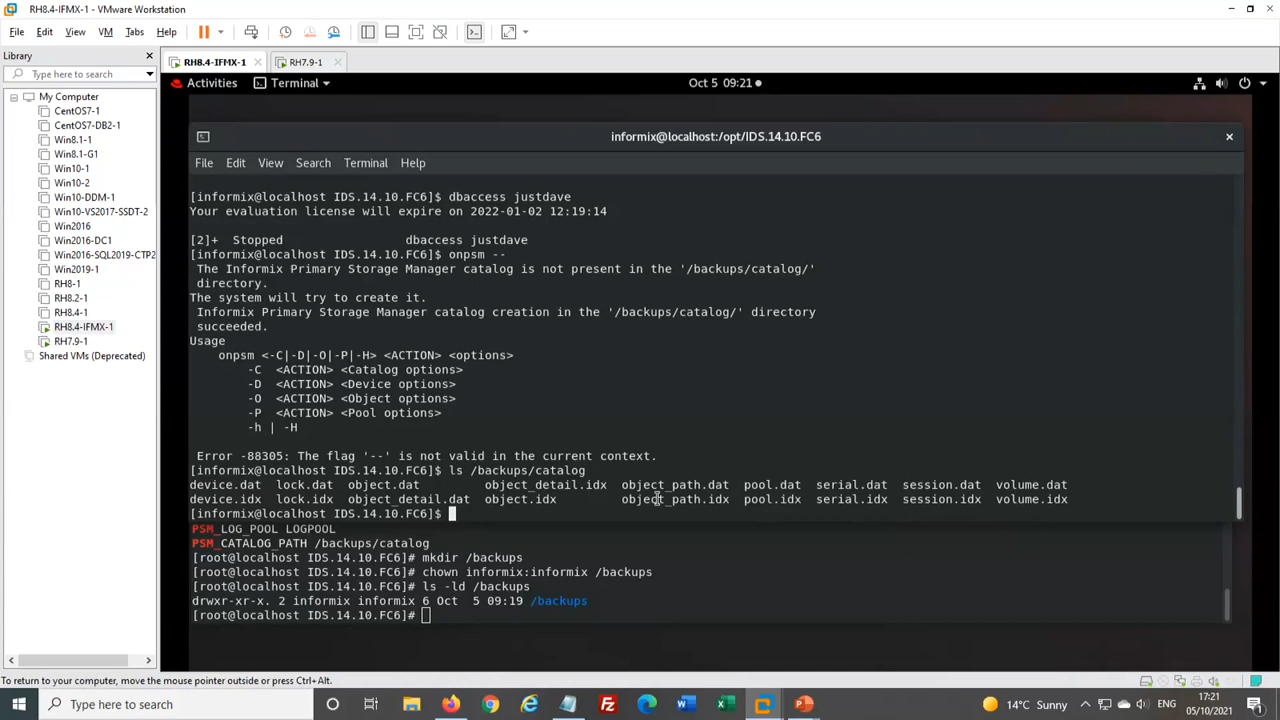 RH8.4-IFMX-1 - VMware Workstation
File Edit View VM Tabs Help
Library
Type here to search
My Computer
CentOS7-1
CentOS7-DB2-1
Win8.1-1
Win8.1-G1
Win10-1
Win10-2
Win10-DDM-1
Win10-VS2017-SSDT-2
Win2016
Win2016-DC1
Win2016-SQL2019-CTP2
Win2019-1
RH8-1
RH8.2-1
RH8.4-1
RH8.4-IFMX-1
RH7.9-1
Shared VMs (Deprecated)
RH8.4-IFMX-1 RH7.9-1
Activities Terminal Oct 5 09:21
informix@localhost:/opt/IDS.14.10.FC6
File Edit View Search Terminal Help
[informix@localhost IDS.14.10.FC6]$ dbaccess justdave
Your evaluation license will expire on 2022-01-02 12:19:14
[2]+ Stopped dbaccess justdave
[informix@localhost IDS.14.10.FC6]$ onpsm --
The Informix Primary Storage Manager catalog is not present in the '/backups/catalog/'
directory.
The system will try to create it.
Informix Primary Storage Manager catalog creation in the '/backups/catalog/' directory
succeeded.
Usage
onpsm <-C|-D|-O|-P|-H> <ACTION> <options>
-C <ACTION> <Catalog options>
-D <ACTION> <Device options>
-O <ACTION> <Object options>
-P <ACTION> <Pool options>
-h | -H
Error -88305: The flag '--' is not valid in the current context.
[informix@localhost IDS.14.10.FC6]$ ls /backups/catalog
device.dat lock.dat object.dat object_detail.idx object_path.dat pool.dat serial.dat session.dat volume.dat
device.idx lock.idx object_detail.dat object.idx object_path.idx pool.idx serial.idx session.idx volume.idx
[informix@localhost IDS.14.10.FC6]$
PSM_LOG_POOL LOGPOOL
PSM_CATALOG_PATH /backups/catalog
[root@localhost IDS.14.10.FC6]# mkdir /backups
[root@localhost IDS.14.10.FC6]# chown informix:informix /backups
[root@localhost IDS.14.10.FC6]# ls -ld /backups
drwxr-xr-x. 2 informix informix 6 Oct 5 09:19 /backups
[root@localhost IDS.14.10.FC6]#
To return to your computer, move the mouse pointer outside or press Ctrl+Alt.
Type here to search
14°C Sunny
ENG
17:21
05/10/2021